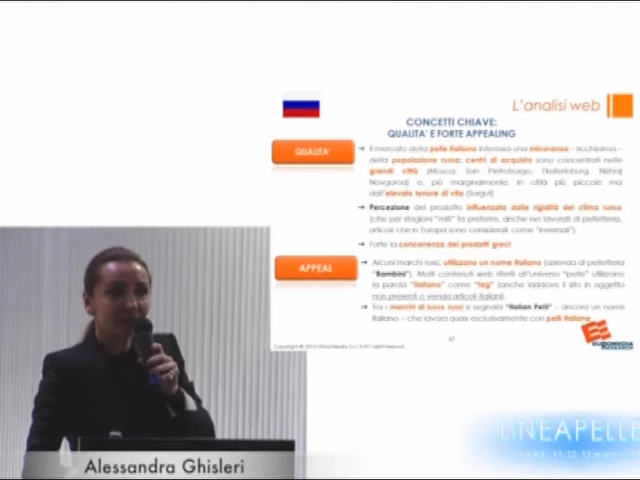 L'analisi web
CONCETTI CHIAVE:
QUALITA' E FORTE APPEALING
QUALITA'
→ Il mercato della pelle italiana interessa una minoranza - ricchissima -
della popolazione russa: centri di acquisto sono concentrati nelle
grandi città (Mosca, San Pietroburgo, Ekaterinburg, Nizhnij
Novgorod) e, più marginalmente, in città più piccole ma
dall'elevato tenore di vita (Surgut)
→ Percezione del prodotto influenzata dalle rigidità del clima russo
(che per stagioni "miti" fa preferire, anche nei lavorati di pelletteria,
articoli che in Europa sono considerati come "invernali").
→ Forte la concorrenza dei prodotti greci
APPEAL
→ Alcuni marchi russi, utilizzano un nome italiano (azienda di pelletteria
"Bambini"). Molti contenuti web riferiti all'universo "pelle" utilizzano
la parola "italiano" come "tag" (anche laddove il sito in oggetto
non presenti o venda articoli italiani).
→ Tra i marchi di lusso russi si segnala "Italian Pelli" – ancora un nome
italiano – che lavora quasi esclusivamente con pelli italiane
47
EUROMEDIA
RESEARCH
LINEAPELLE
Alessandra Ghisleri